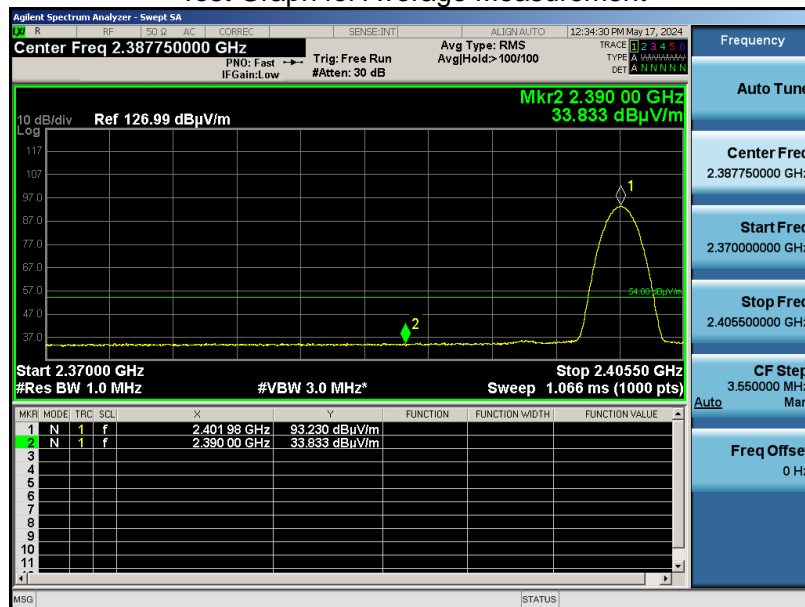 Test Graph for Average Measurement
Agilent Spectrum Analyzer - Swept SA
LXI R RF 50 Ω AC CORREC SENSE:INT ALIGN AUTO 12:34:30 PM May 17, 2024
Center Freq 2.387750000 GHz
PNO: Fast
IFGain:Low
Trig: Free Run
#Atten: 30 dB
Avg Type: RMS
Avg|Hold:>100/100
TRACE 1 2 3 4 5 6
TYPE A
DET A N N N N N
Mkr2 2.390 00 GHz
33.833 dBµV/m
10 dB/div Ref 126.99 dBµV/m
Log
117
107
97.0
87.0
77.0
67.0
57.0
47.0
37.0
1
54.00 dBµV/m
2
Start 2.37000 GHz Stop 2.40550 GHz
#Res BW 1.0 MHz #VBW 3.0 MHz* Sweep 1.066 ms (1000 pts)
MKR MODE TRC SCL X Y FUNCTION FUNCTION WIDTH FUNCTION VALUE
1 N 1 f 2.401 98 GHz 93.230 dBµV/m
2 N 1 f 2.390 00 GHz 33.833 dBµV/m
3
4
5
6
7
8
9
10
11
MSG STATUS
Frequency
Auto Tune
Center Freq
2.387750000 GHz
Start Freq
2.370000000 GHz
Stop Freq
2.405500000 GHz
CF Step
3.550000 MHz
Auto Man
Freq Offset
0 Hz